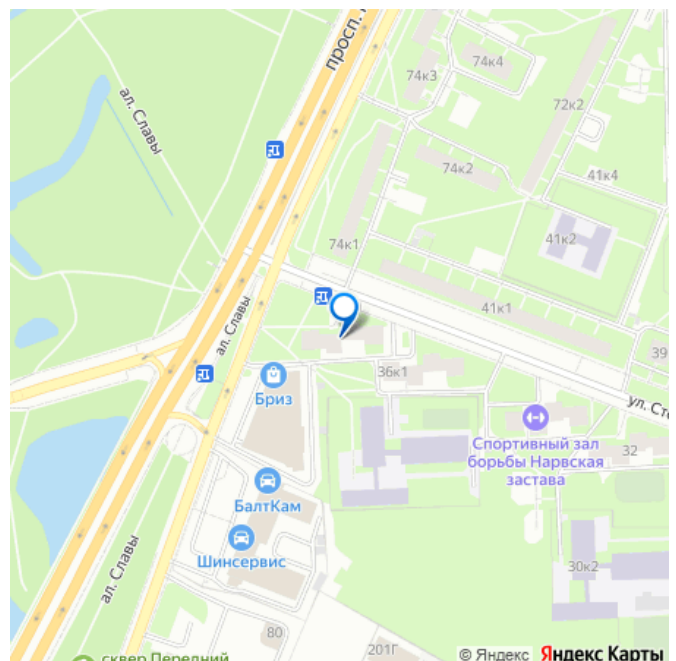 просп.
74к4
74к3
ал. Славы
72к2
74к2
41к4
41к2
74к1
41к1
ал. Славы
39
36к1
Бриз
ул. Сте
Спортивный зал
борьбы Нарвская
застава
32
БалтКам
Шинсервис
30к2
ал. Славы
80
201Г
сквер Передний
© Яндекс Яндекс Карты